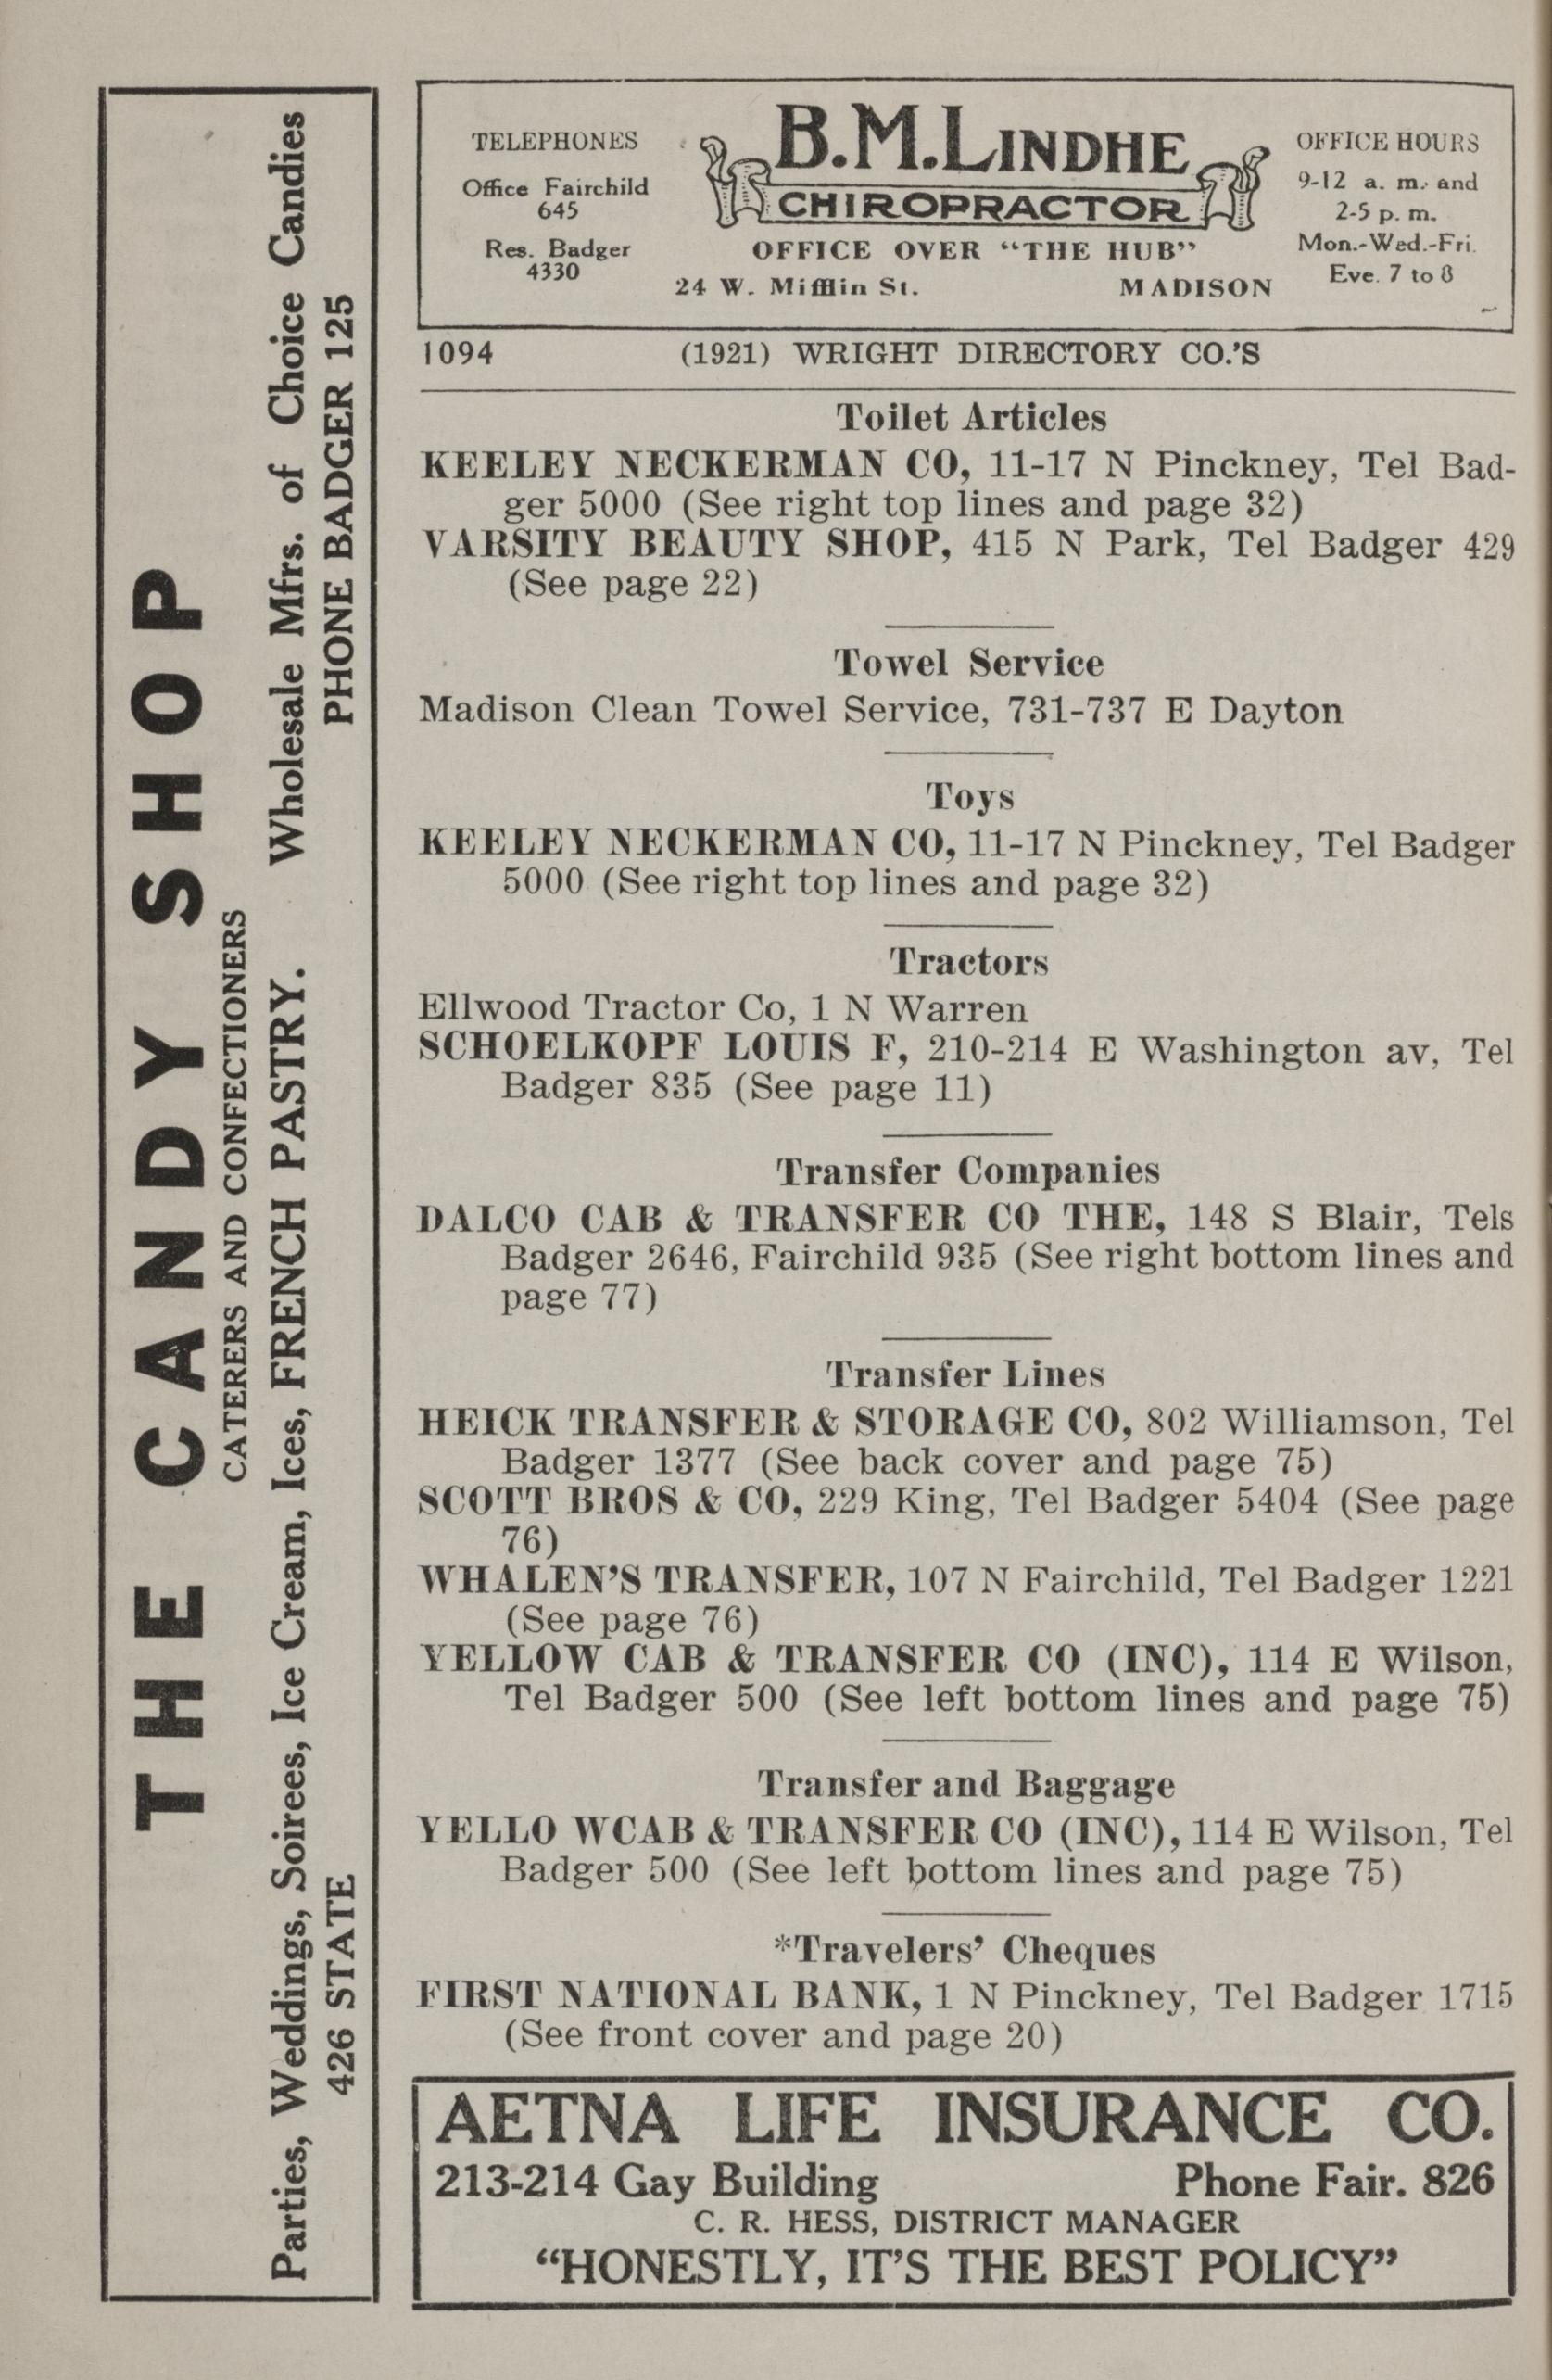 THE CANDY SHOP
CATERERS AND CONFECTIONERS
Parties, Weddings, Soirees, Ice Cream, Ices, FRENCH PASTRY. Wholesale Mfrs. of Choice Candies
426 STATE PHONE BADGER 125
TELEPHONES
Office Fairchild
645
Res. Badger
4330
B.M.LINDHE
CHIROPRACTOR
OFFICE OVER "THE HUB"
24 W. Mifflin St. MADISON
OFFICE HOURS
9-12 a. m. and
2-5 p. m.
Mon.-Wed.-Fri.
Eve. 7 to 8
1094 (1921) WRIGHT DIRECTORY CO.'S
Toilet Articles
KEELEY NECKERMAN CO, 11-17 N Pinckney, Tel Bad-
ger 5000 (See right top lines and page 32)
VARSITY BEAUTY SHOP, 415 N Park, Tel Badger 429
(See page 22)
Towel Service
Madison Clean Towel Service, 731-737 E Dayton
Toys
KEELEY NECKERMAN CO, 11-17 N Pinckney, Tel Badger
5000 (See right top lines and page 32)
Tractors
Ellwood Tractor Co, 1 N Warren
SCHOELKOPF LOUIS F, 210-214 E Washington av, Tel
Badger 835 (See page 11)
Transfer Companies
DALCO CAB & TRANSFER CO THE, 148 S Blair, Tels
Badger 2646, Fairchild 935 (See right bottom lines and
page 77)
Transfer Lines
HEICK TRANSFER & STORAGE CO, 802 Williamson, Tel
Badger 1377 (See back cover and page 75)
SCOTT BROS & CO, 229 King, Tel Badger 5404 (See page
76)
WHALEN'S TRANSFER, 107 N Fairchild, Tel Badger 1221
(See page 76)
YELLOW CAB & TRANSFER CO (INC), 114 E Wilson,
Tel Badger 500 (See left bottom lines and page 75)
Transfer and Baggage
YELLO WCAB & TRANSFER CO (INC), 114 E Wilson, Tel
Badger 500 (See left bottom lines and page 75)
*Travelers' Cheques
FIRST NATIONAL BANK, 1 N Pinckney, Tel Badger 1715
(See front cover and page 20)
AETNA LIFE INSURANCE CO.
213-214 Gay Building Phone Fair. 826
C. R. HESS, DISTRICT MANAGER
"HONESTLY, IT'S THE BEST POLICY"